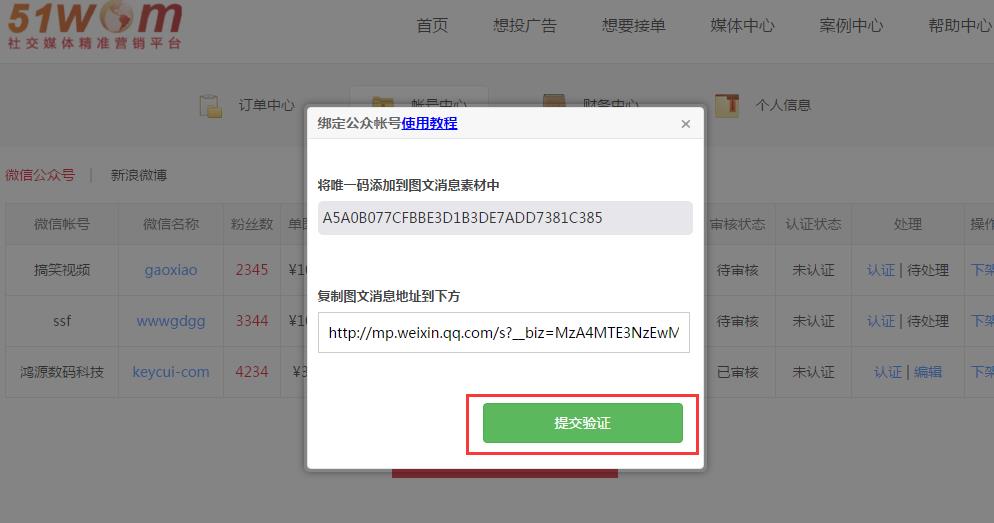 51wom
社交媒体精准营销平台
首页 想投广告 想要接单 媒体中心 案例中心 帮助中心
订单中心 帐号中心 财务中心 个人信息
绑定公众帐号使用教程 ×
微信公众号 | 新浪微博
将唯一码添加到图文消息素材中
A5A0B077CFBBE3D1B3DE7ADD7381C385
微信帐号 微信名称 粉丝数 单图 审核状态 认证状态 处理 操作
搞笑视频 gaoxiao 2345 ¥10 待审核 未认证 认证 | 待处理 下架
复制图文消息地址到下方
ssf wwwgdgg 3344 ¥10 待审核 未认证 认证 | 待处理 下架
http://mp.weixin.qq.com/s?__biz=MzA4MTE3NzEwM
鸿源数码科技 keycui-com 4234 ¥3 已审核 未认证 认证 | 编辑 下架
提交验证